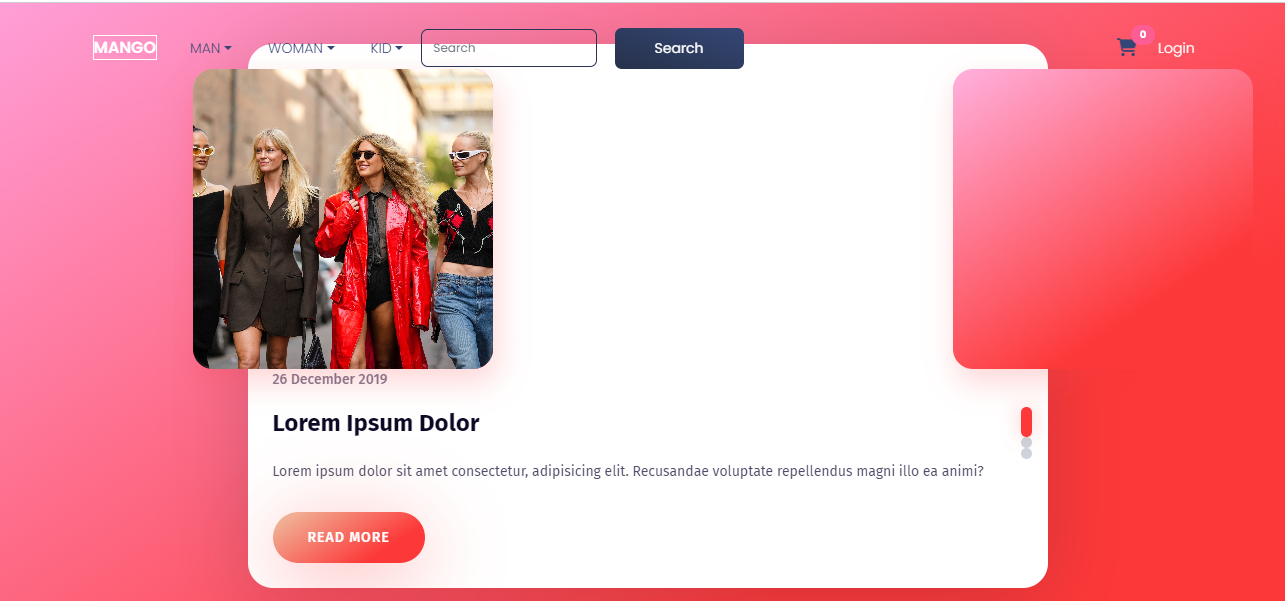 MANGO MAN WOMAN KID Search Search 0 Login
26 December 2019
Lorem Ipsum Dolor
Lorem ipsum dolor sit amet consectetur, adipisicing elit. Recusandae voluptate repellendus magni illo ea animi?
READ MORE